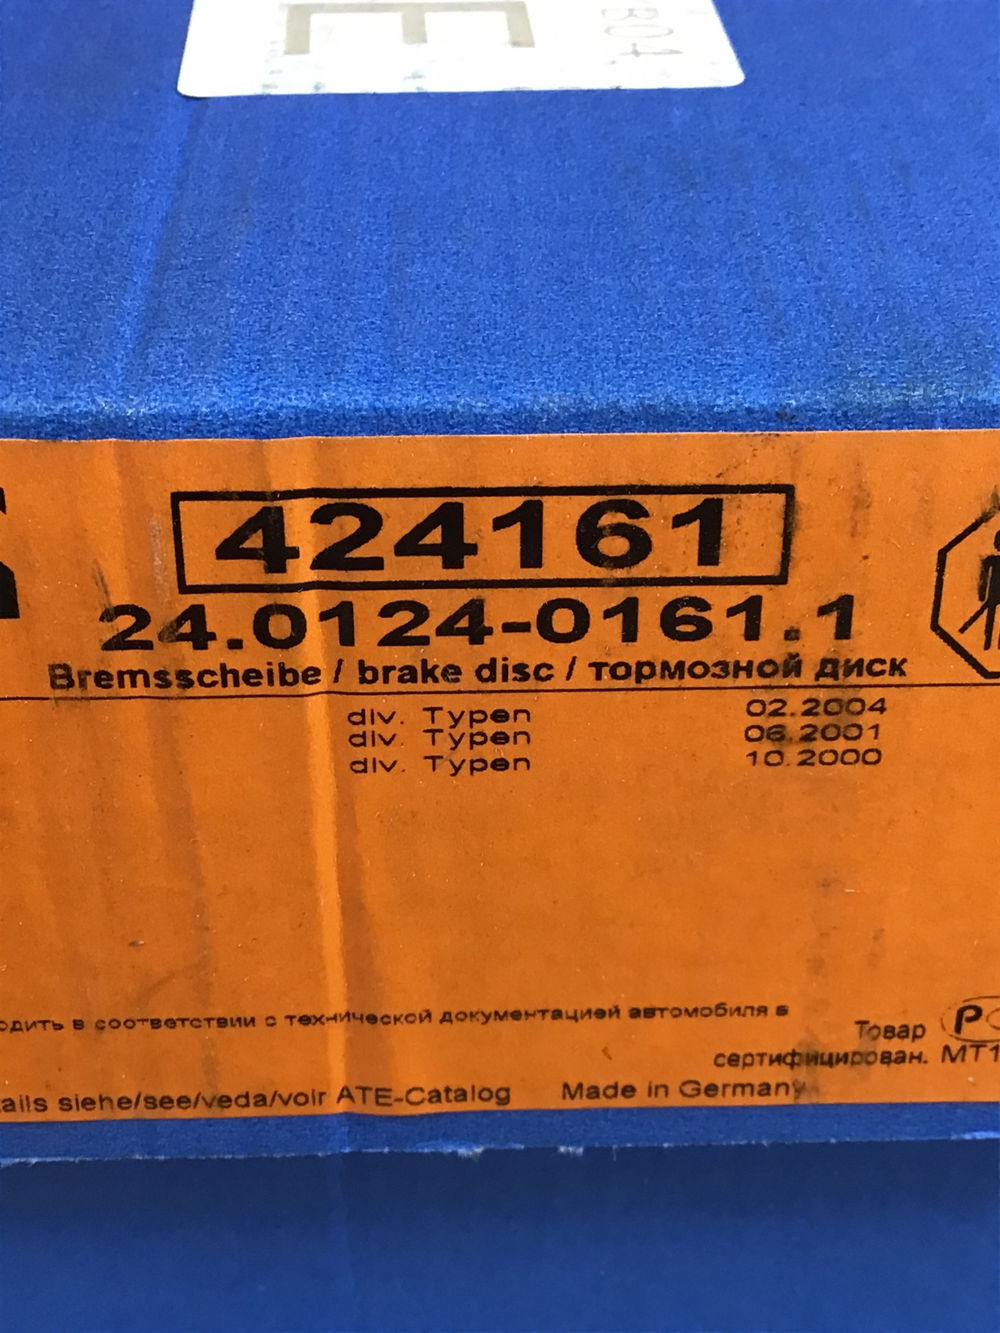 B04
E
424161
24.0124-0161.1
Bremsscheibe / brake disc / тормозной диск
div. Typen 02.2004
div. Typen 06.2001
div. Typen 10.2000
одить в соответствии с технической документацией автомобиля в
Товар
сертифицирован. МТ1
ails siehe/see/veda/voir ATE-Catalog Made in Germany